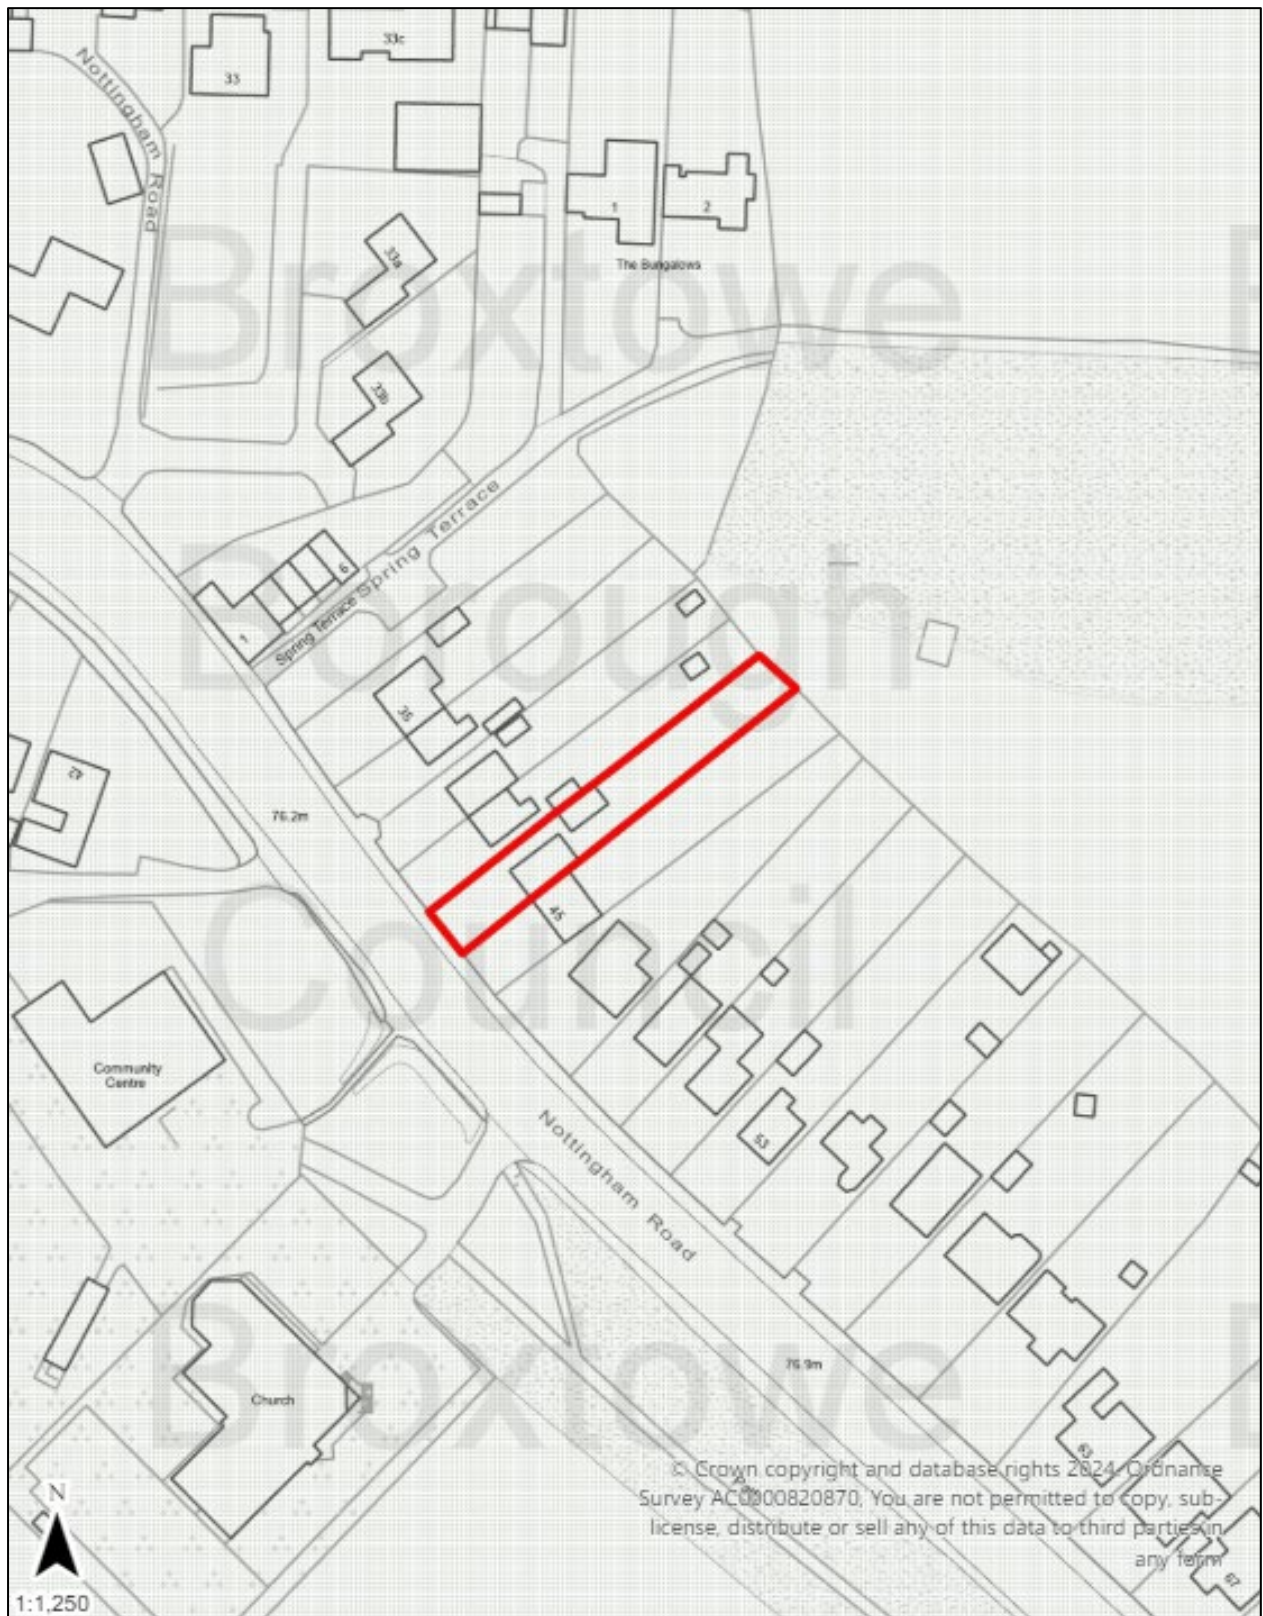 33
33c
Nottingham Road
1
2
The Bungalows
33a
33b
Broxtowe
Spring Terrace
6
1
Spring Terrace
Borough
35
42
76.2m
45
Council
Community
Centre
Nottingham Road
53
Broxtowe
76.9m
Church
63
67
© Crown copyright and database rights 2024. Ordnance
Survey AC0000820870, You are not permitted to copy, sub-
license, distribute or sell any of this data to third parties in
any form
N
1:1,250